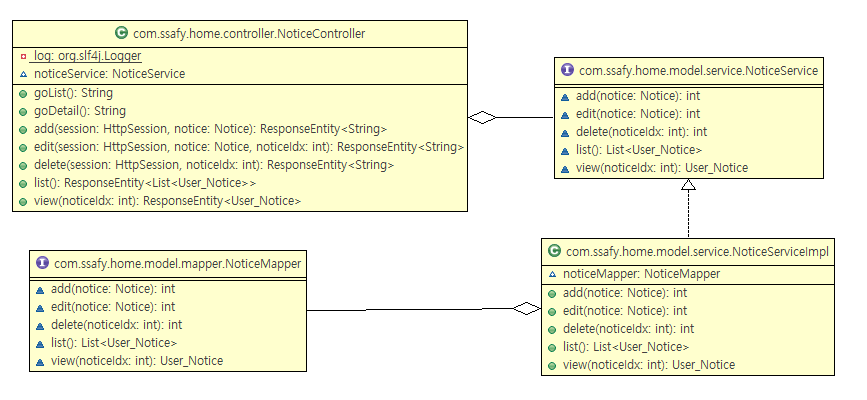 C com.ssafy.home.controller.NoticeController
log: org.slf4j.Logger
noticeService: NoticeService
goList(): String
goDetail(): String
add(session: HttpSession, notice: Notice): ResponseEntity<String>
edit(session: HttpSession, notice: Notice, noticeIdx: int): ResponseEntity<String>
delete(session: HttpSession, noticeIdx: int): ResponseEntity<String>
list(): ResponseEntity<List<User_Notice>>
view(noticeIdx: int): ResponseEntity<User_Notice>
I com.ssafy.home.model.service.NoticeService
add(notice: Notice): int
edit(notice: Notice): int
delete(noticeIdx: int): int
list(): List<User_Notice>
view(noticeIdx: int): User_Notice
I com.ssafy.home.model.mapper.NoticeMapper
add(notice: Notice): int
edit(notice: Notice): int
delete(noticeIdx: int): int
list(): List<User_Notice>
view(noticeIdx: int): User_Notice
C com.ssafy.home.model.service.NoticeServiceImpl
noticeMapper: NoticeMapper
add(notice: Notice): int
edit(notice: Notice): int
delete(noticeIdx: int): int
list(): List<User_Notice>
view(noticeIdx: int): User_Notice